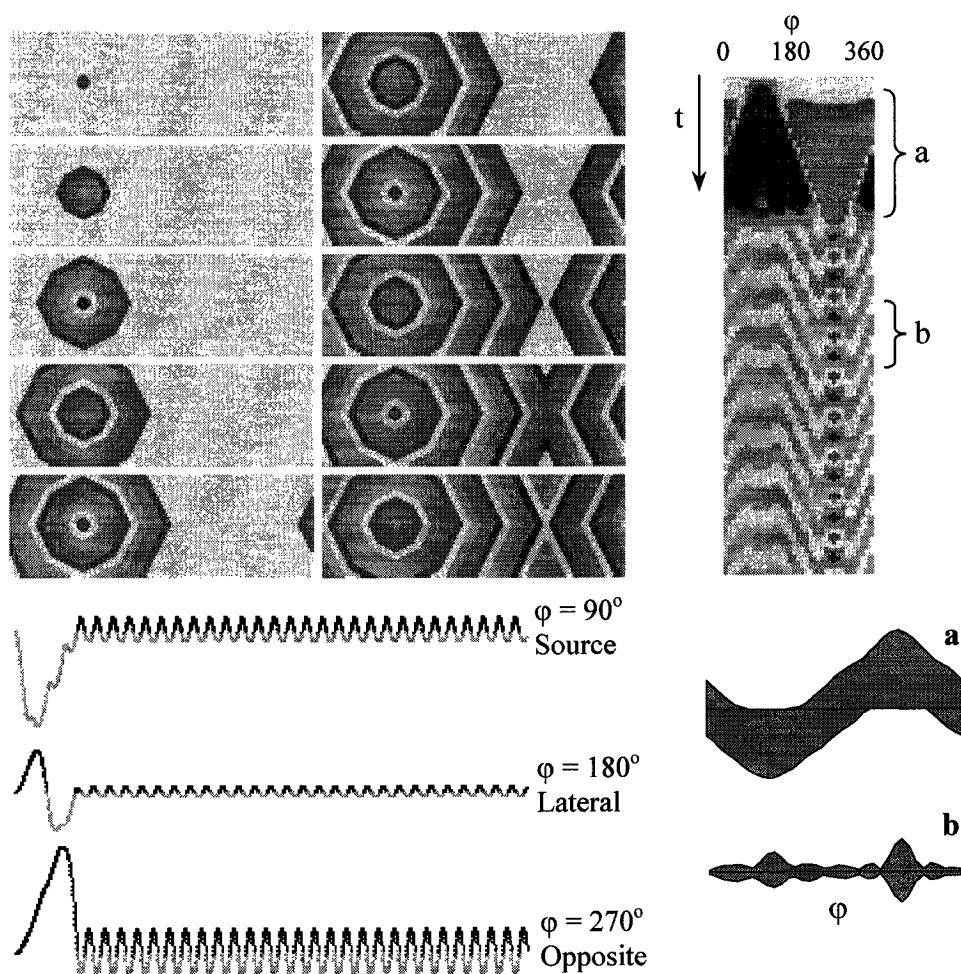 φ
0 180 360
t
a
b
φ = 90°
Source
φ = 180°
Lateral
φ = 270°
Opposite
a
b
φ